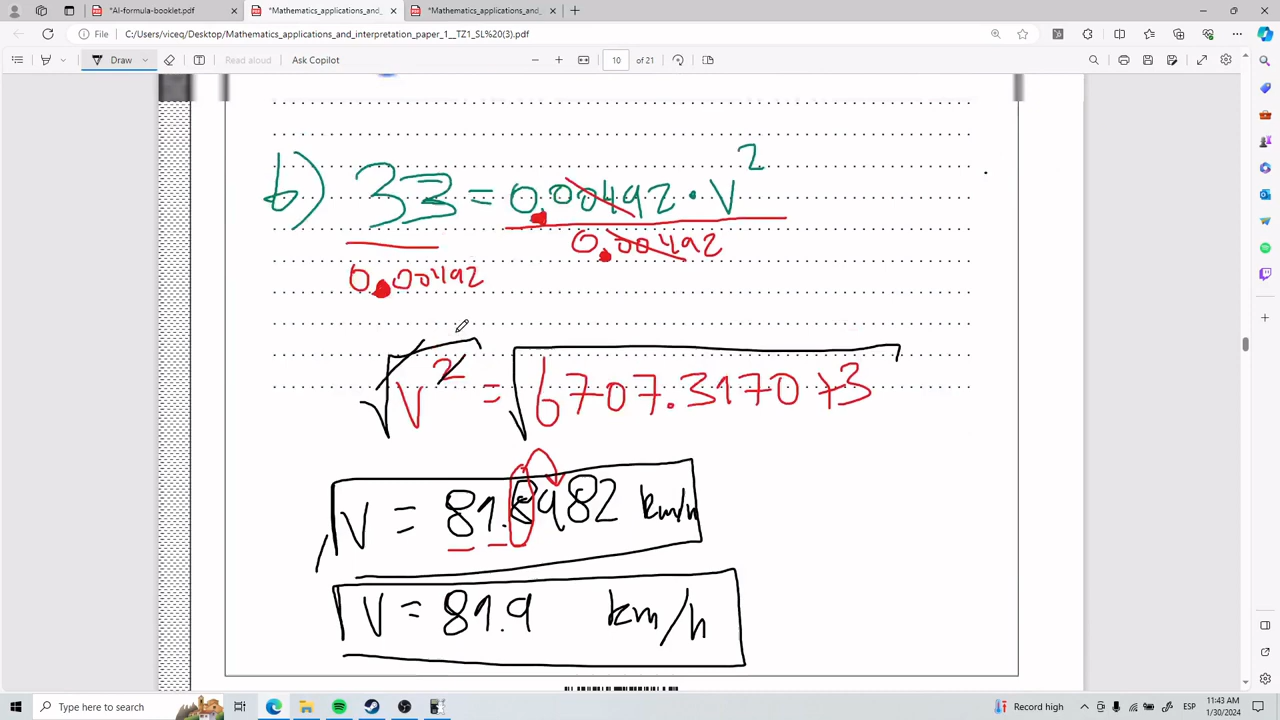 "AI-formula-booklet.pdf
"Mathematics_applications_and_
"Mathematics_applications_and_
File
C:/Users/viceq/Desktop/Mathematics_applications_and_interpretation_paper_1__TZ1_SL%20(3).pdf
Draw
Read aloud
Ask Copilot
10
of 21
b) 33 = 0.00492 · V²
0.00492
0.00492
√V² = √6707.317073
V = 81.8982 km/h
V = 81.9 km/h
Type here to search
Record high
ESP
11:43 AM
1/30/2024